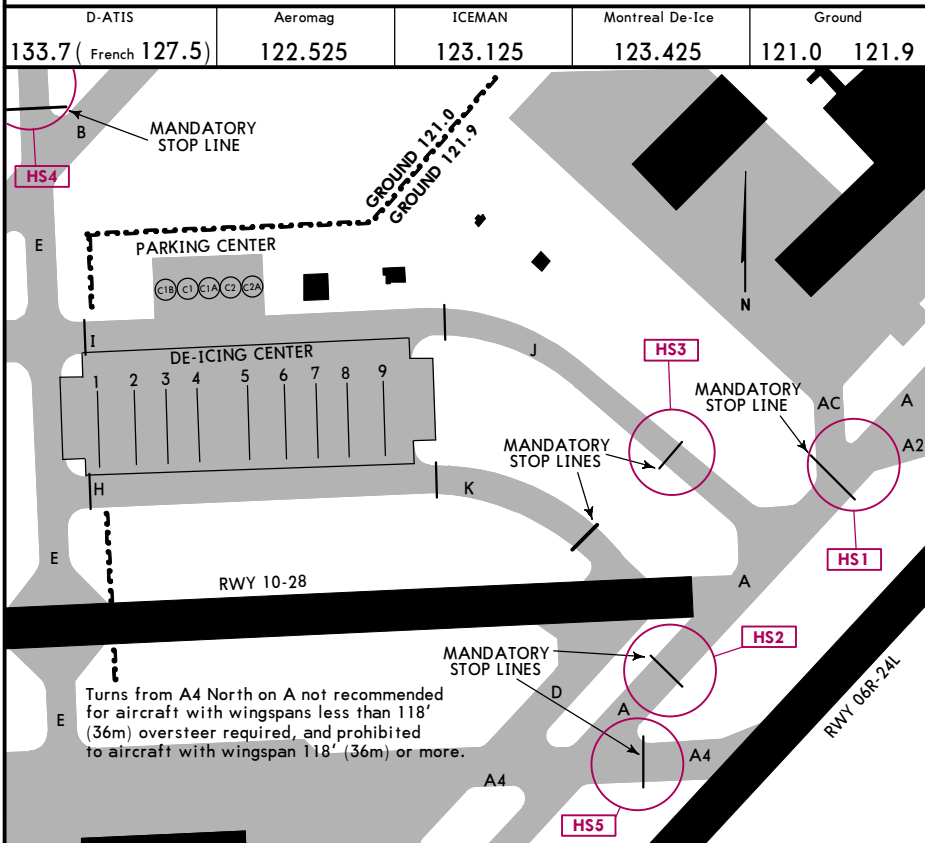 D-ATIS
133.7( French 127.5)
Aeromag
122.525
ICEMAN
123.125
Montreal De-Ice
123.425
Ground
121.0 121.9
B
MANDATORY
STOP LINE
HS4
GROUND 121.0
GROUND 121.9
E
PARKING CENTER
C1B C1 C1A C2 C2A
N
I
DE-ICING CENTER
1 2 3 4 5 6 7 8 9
J
HS3
MANDATORY
STOP LINE
AC
A
A2
MANDATORY
STOP LINES
H
K
HS1
E
RWY 10-28
A
HS2
MANDATORY
STOP LINES
D
A
RWY 06R-24L
E
Turns from A4 North on A not recommended
for aircraft with wingspans less than 118'
(36m) oversteer required, and prohibited
to aircraft with wingspan 118' (36m) or more.
A4
A4
HS5